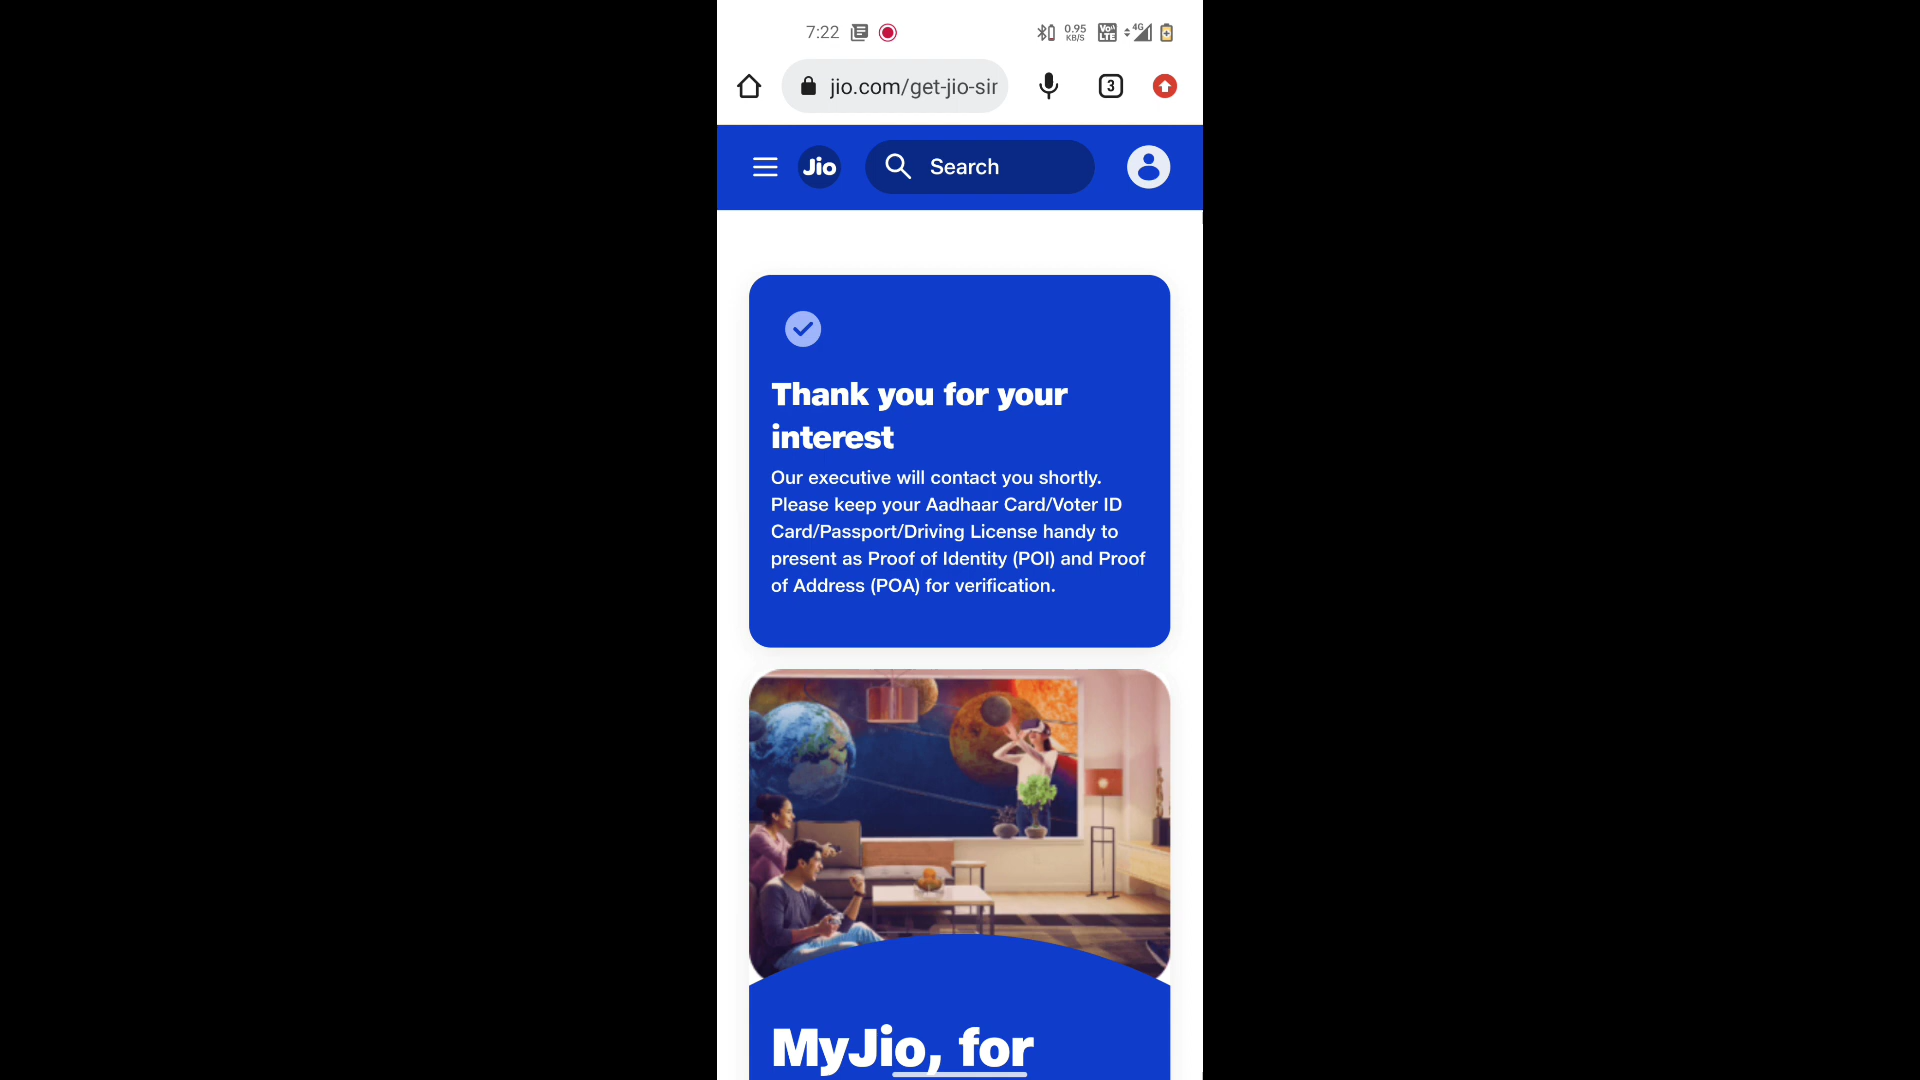 7:22
0.95
KB/S
Vo
LTE
4G
jio.com/get-jio-sir
3
Jio
Search
Thank you for your
interest
Our executive will contact you shortly.
Please keep your Aadhaar Card/Voter ID
Card/Passport/Driving License handy to
present as Proof of Identity (POI) and Proof
of Address (POA) for verification.
MyJio, for